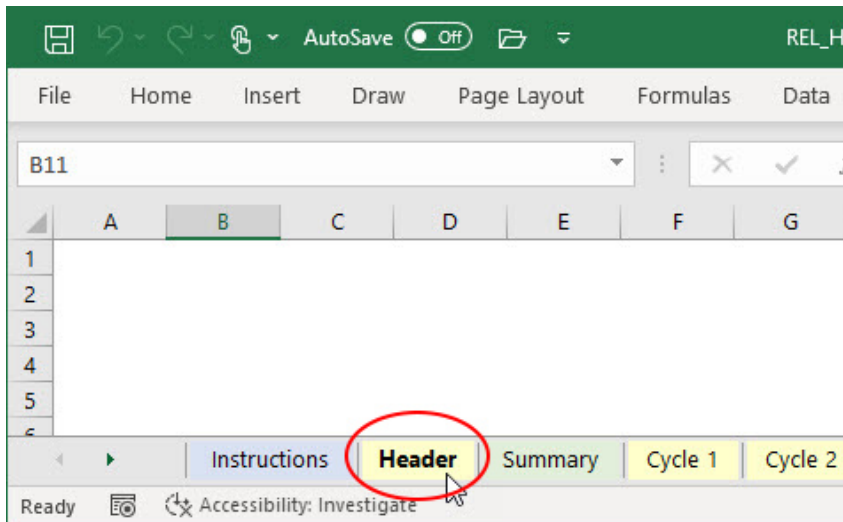 AutoSave Off REL_H
File Home Insert Draw Page Layout Formulas Data
B11
A B C D E F G
1
2
3
4
5
Instructions Header Summary Cycle 1 Cycle 2
Ready Accessibility: Investigate